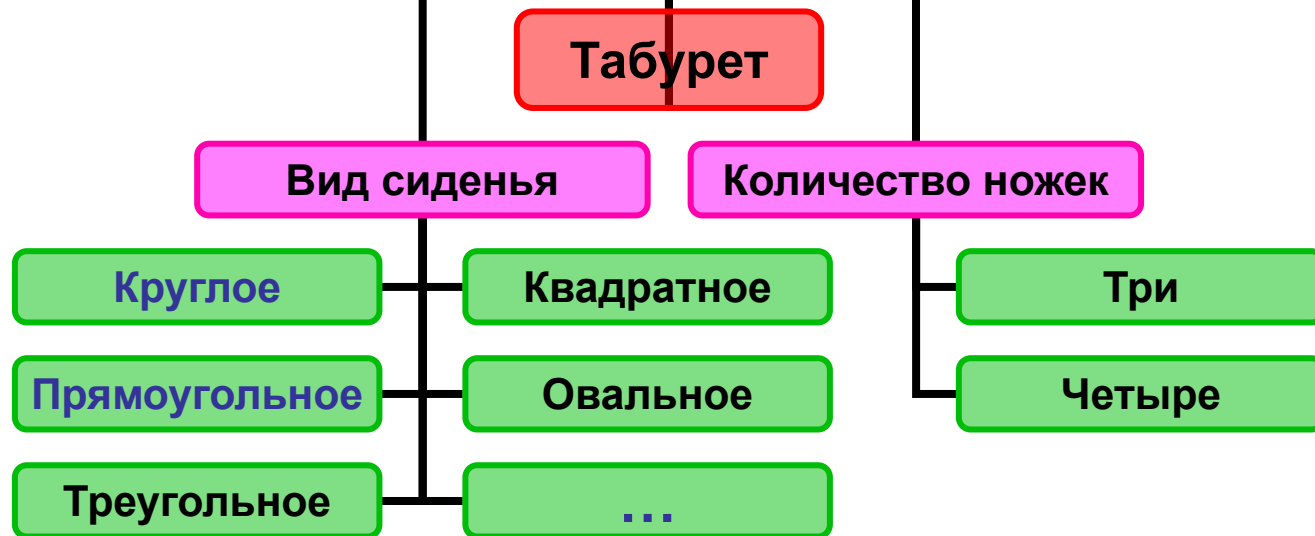 Табурет
Вид сиденья
Количество ножек
Круглое
Квадратное
Три
Прямоугольное
Овальное
Четыре
Треугольное
...